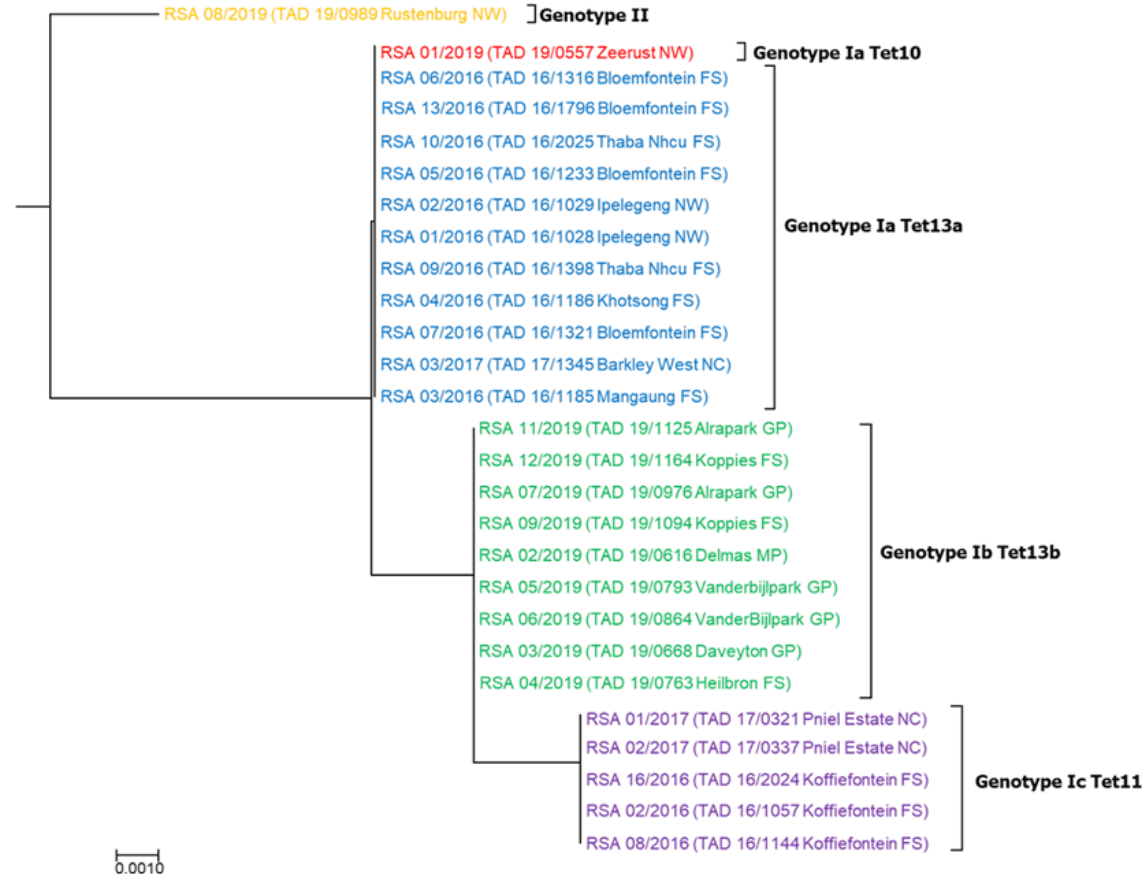 RSA 08/2019 (TAD 19/0989 Rustenburg NW) Genotype II
RSA 01/2019 (TAD 19/0557 Zeerust NW) Genotype Ia Tet10
RSA 06/2016 (TAD 16/1316 Bloemfontein FS)
RSA 13/2016 (TAD 16/1796 Bloemfontein FS)
RSA 10/2016 (TAD 16/2025 Thaba Nhcu FS)
RSA 05/2016 (TAD 16/1233 Bloemfontein FS)
RSA 02/2016 (TAD 16/1029 Ipelegeng NW)
Genotype Ia Tet13a
RSA 01/2016 (TAD 16/1028 Ipelegeng NW)
RSA 09/2016 (TAD 16/1398 Thaba Nhcu FS)
RSA 04/2016 (TAD 16/1186 Khotsong FS)
RSA 07/2016 (TAD 16/1321 Bloemfontein FS)
RSA 03/2017 (TAD 17/1345 Barkley West NC)
RSA 03/2016 (TAD 16/1185 Mangaung FS)
RSA 11/2019 (TAD 19/1125 Alrapark GP)
RSA 12/2019 (TAD 19/1164 Koppies FS)
RSA 07/2019 (TAD 19/0976 Alrapark GP)
RSA 09/2019 (TAD 19/1094 Koppies FS)
RSA 02/2019 (TAD 19/0616 Delmas MP) Genotype Ib Tet13b
RSA 05/2019 (TAD 19/0793 Vanderbijlpark GP)
RSA 06/2019 (TAD 19/0864 VanderBijlpark GP)
RSA 03/2019 (TAD 19/0668 Daveyton GP)
RSA 04/2019 (TAD 19/0763 Heilbron FS)
RSA 01/2017 (TAD 17/0321 Pniel Estate NC)
RSA 02/2017 (TAD 17/0337 Pniel Estate NC)
RSA 16/2016 (TAD 16/2024 Koffiefontein FS) Genotype Ic Tet11
RSA 02/2016 (TAD 16/1057 Koffiefontein FS)
RSA 08/2016 (TAD 16/1144 Koffiefontein FS)
0.0010